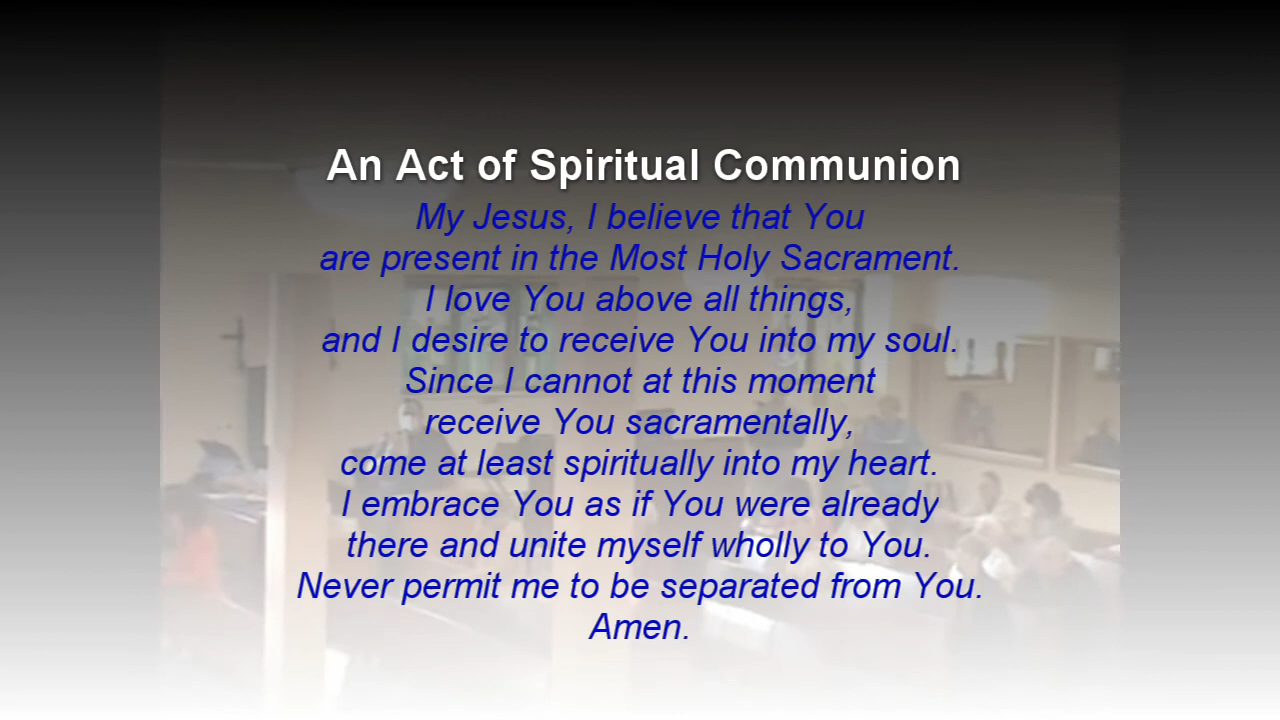 An Act of Spiritual Communion
My Jesus, I believe that You
are present in the Most Holy Sacrament.
I love You above all things,
and I desire to receive You into my soul.
Since I cannot at this moment
receive You sacramentally,
come at least spiritually into my heart.
I embrace You as if You were already
there and unite myself wholly to You.
Never permit me to be separated from You.
Amen.